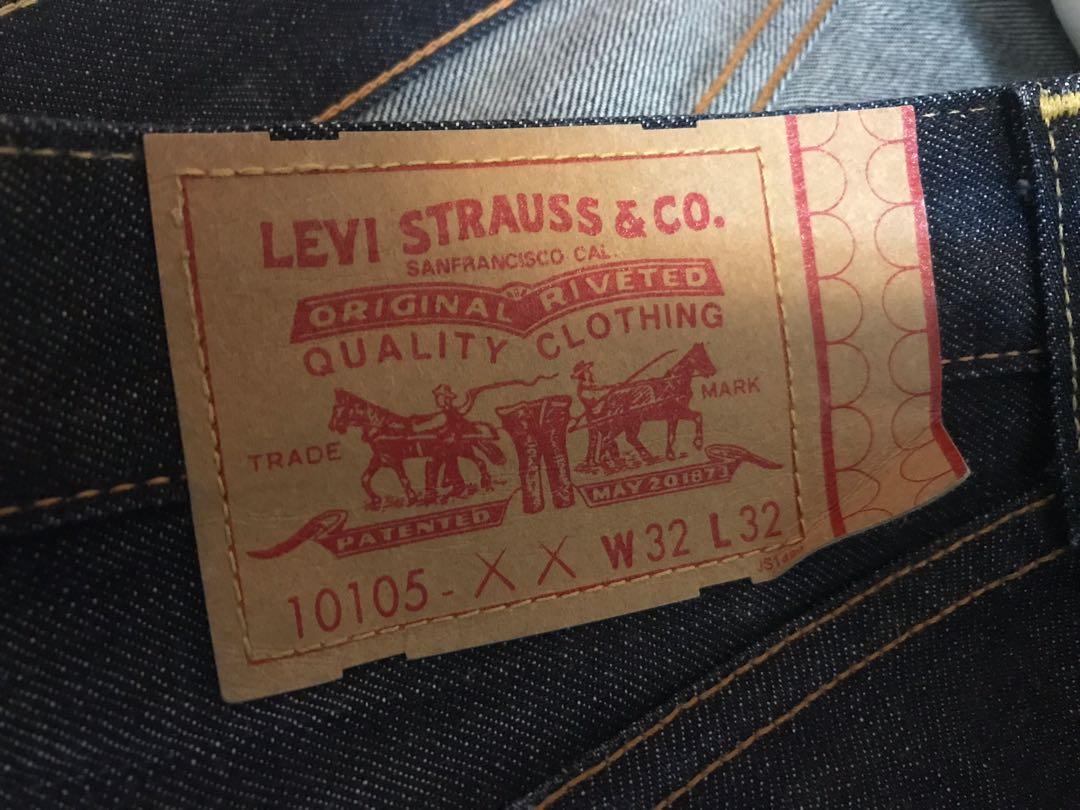 LEVI STRAUSS & CO.
SANFRANCISCO CAL.
ORIGINAL RIVETED
QUALITY CLOTHING
TRADE MARK
PATENTED MAY 20 1873
10105-XX W32 L32